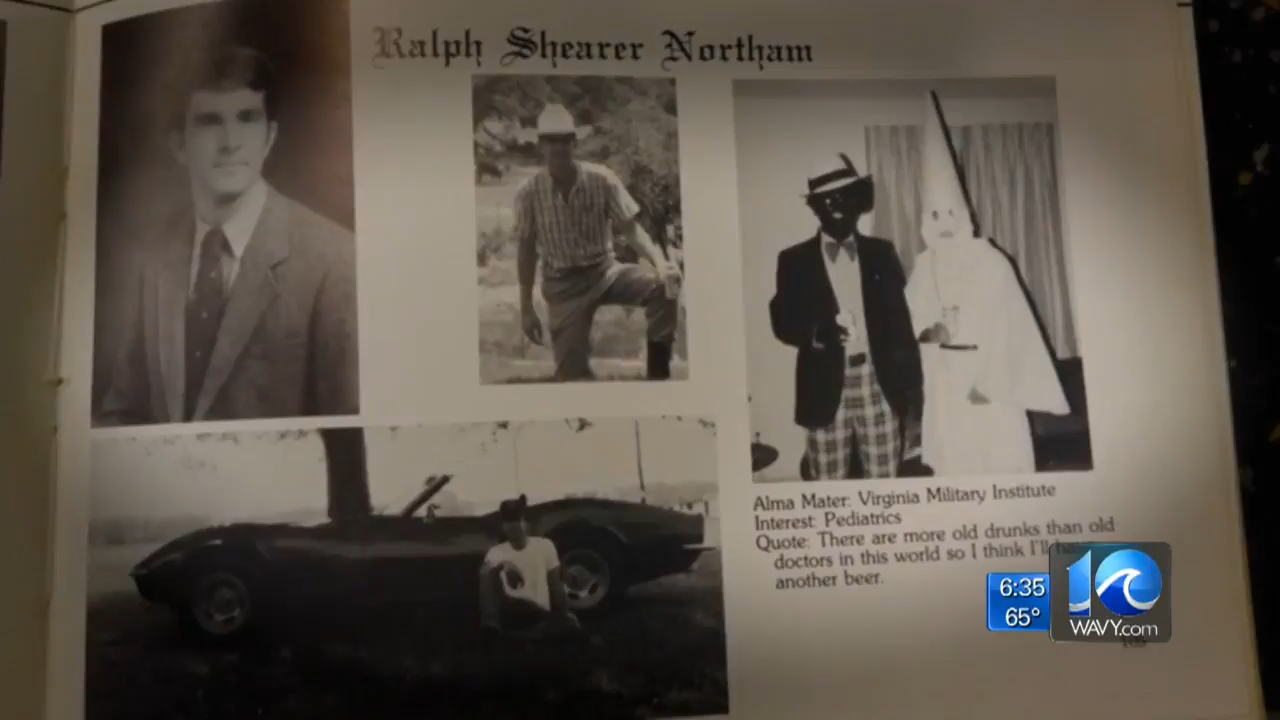 Ralph Shearer Northam
Alma Mater: Virginia Military Institute
Interest: Pediatrics
Quote: There are more old drunks than old
doctors in this world so I think I'll
another beer.
6:35
65°
10
WAVY.com